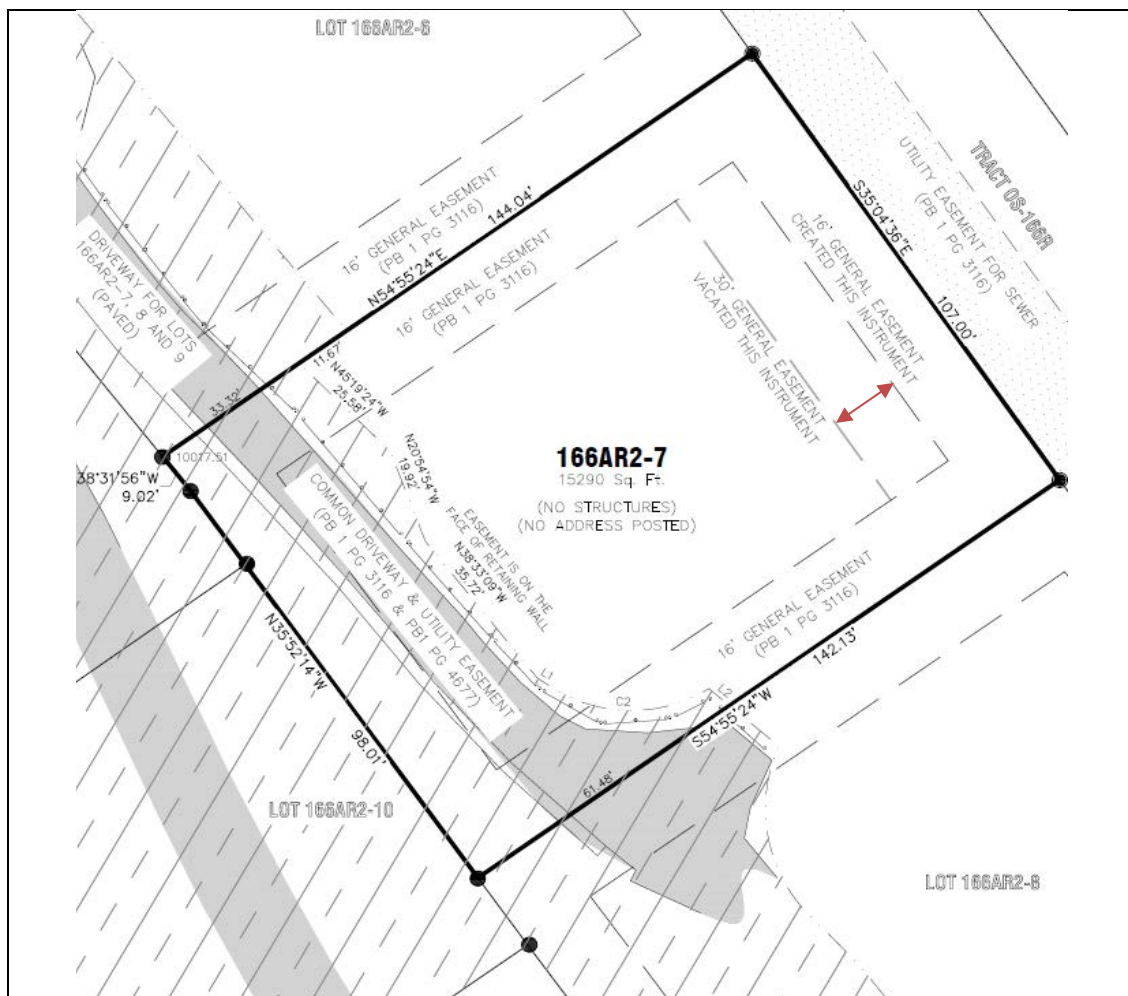 LOT 166AR2-6
TRACT OS-166R
UTILITY EASEMENT FOR SEWER
(PB 1 PG 3116)
S35°04'36"E
107.00'
16' GENERAL EASEMENT
CREATED THIS INSTRUMENT
30' GENERAL EASEMENT
VACATED THIS INSTRUMENT
16' GENERAL EASEMENT
(PB 1 PG 3116)
144.04'
N54°55'24"E
16' GENERAL EASEMENT
(PB 1 PG 3116)
DRIVEWAY FOR LOTS
166AR2-7, 8 AND 9
(PAVED)
11.67'
33.32'
N45°19'24"W
25.58'
N20°54'54"W
19.92'
10017.51
38°31'56"W
9.02'
166AR2-7
15290 Sq. Ft.
(NO STRUCTURES)
(NO ADDRESS POSTED)
EASEMENT IS ON THE
FACE OF RETAINING WALL
N38°33'09"W
35.72'
COMMON DRIVEWAY & UTILITY EASEMENT
(PB 1 PG 3116 & PB1 PG 4677)
16' GENERAL EASEMENT
(PB 1 PG 3116)
142.13'
S54°55'24"W
L1
C2
N35°52'14"W
98.01'
61.48'
LOT 166AR2-10
LOT 166AR2-8